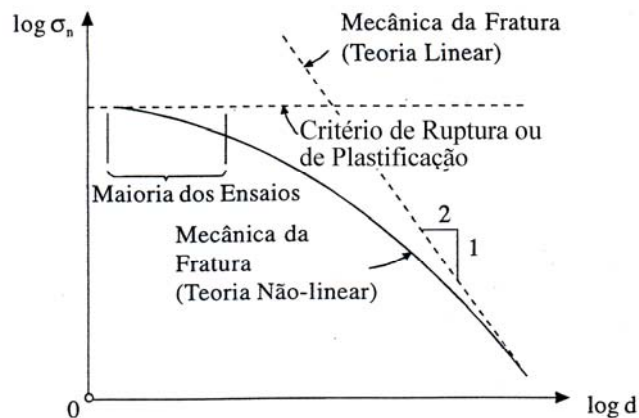 log σn
Mecânica da Fratura
(Teoria Linear)
Critério de Ruptura ou
de Plastificação
Maioria dos Ensaios
2
1
Mecânica da
Fratura
(Teoria Não-linear)
0
log d